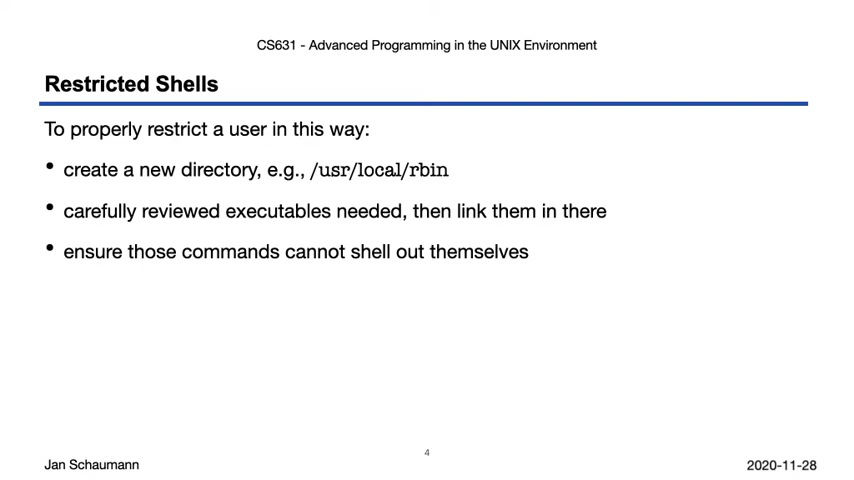 CS631 - Advanced Programming in the UNIX Environment
Restricted Shells
To properly restrict a user in this way:
• create a new directory, e.g., /usr/local/rbin
• carefully reviewed executables needed, then link them in there
• ensure those commands cannot shell out themselves
4
Jan Schaumann
2020-11-28